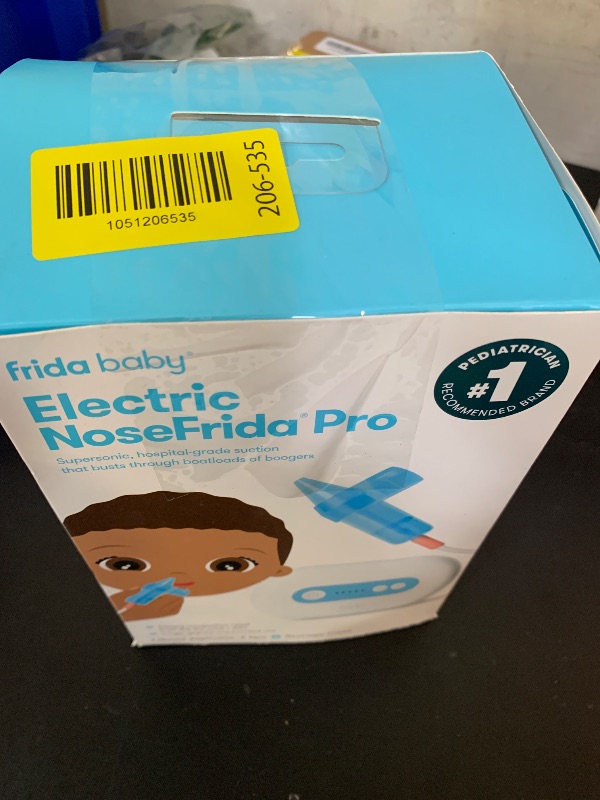 1051206535
206-535
frida baby®
Electric
NoseFrida® Pro
Supersonic, hospital-grade suction
that busts through boatloads of boogers
PEDIATRICIAN
#1
RECOMMENDED BRAND